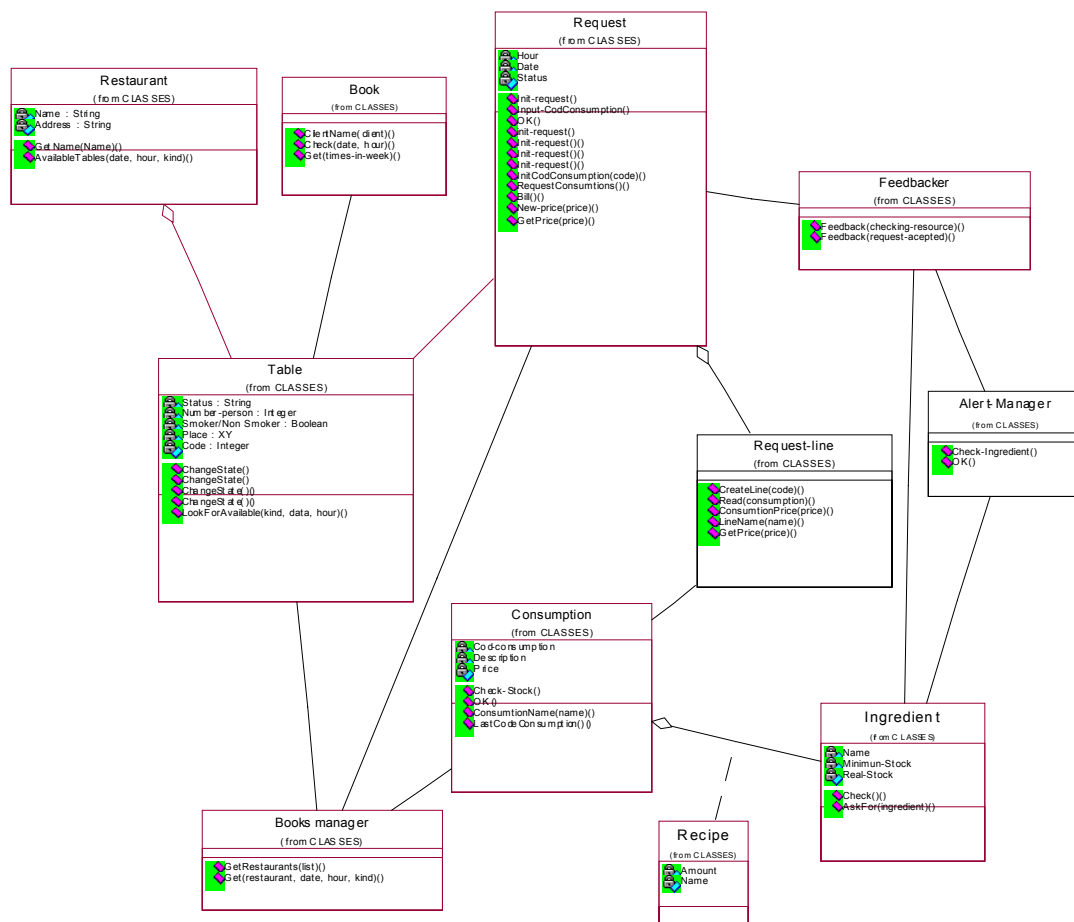 Request
(from CLASSES)
Hour
Date
Status
Init-request()
Input-CodConsumption()
OK()
init-request()
Init-request()()
Init-request()()
Init-request()()
InitCodConsumption(code)()
RequestConsumtions()()
Bill()()
New-price(price)()
GetPrice(price)()
Restaurant
(from CLASSES)
Name : String
Address : String
GetName(Name)()
AvailableTables(date, hour, kind)()
Book
(from CLASSES)
ClientName(client)()
Check(date, hour)()
Get(times-in-week)()
Feedbacker
(from CLASSES)
Feedback(checking-resource)()
Feedback(request-acepted)()
Table
(from CLASSES)
Status : String
Number-person : Integer
Smoker/Non Smoker : Boolean
Place : XY
Code : Integer
ChangeState()
ChangeState()
ChangeState()()
ChangeState()()
LookForAvailable(kind, data, hour)()
Alert-Manager
(from CLASSES)
Check-Ingredient()
OK()
Request-line
(from CLASSES)
CreateLine(code)()
Read(consumption)()
ConsumtionPrice(price)()
LineName(name)()
GetPrice(price)()
Consumption
(from CLASSES)
Cod-consumption
Description
Price
Check-Stock()
OK()
ConsumtionName(name)()
LastCodeConsumption()()
Ingredient
(from CLASSES)
Name
Minimun-Stock
Real-Stock
Check()()
AskFor(ingredient)()
Books manager
(from CLASSES)
GetRestaurants(list)()
Get(restaurant, date, hour, kind)()
Recipe
(from CLASSES)
Amount
Name